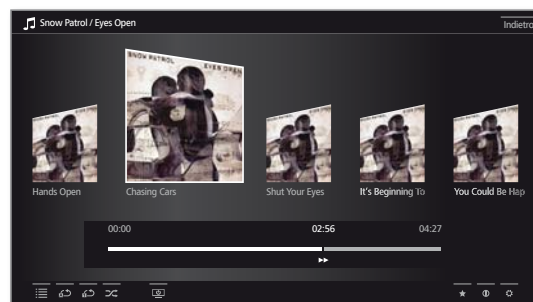 Snow Patrol / Eyes Open
Indietro
SNOW PATROL EYES OPEN
Hands Open
Chasing Cars
Shut Your Eyes
It's Beginning To
You Could Be Hap
00:00 02:56 04:27